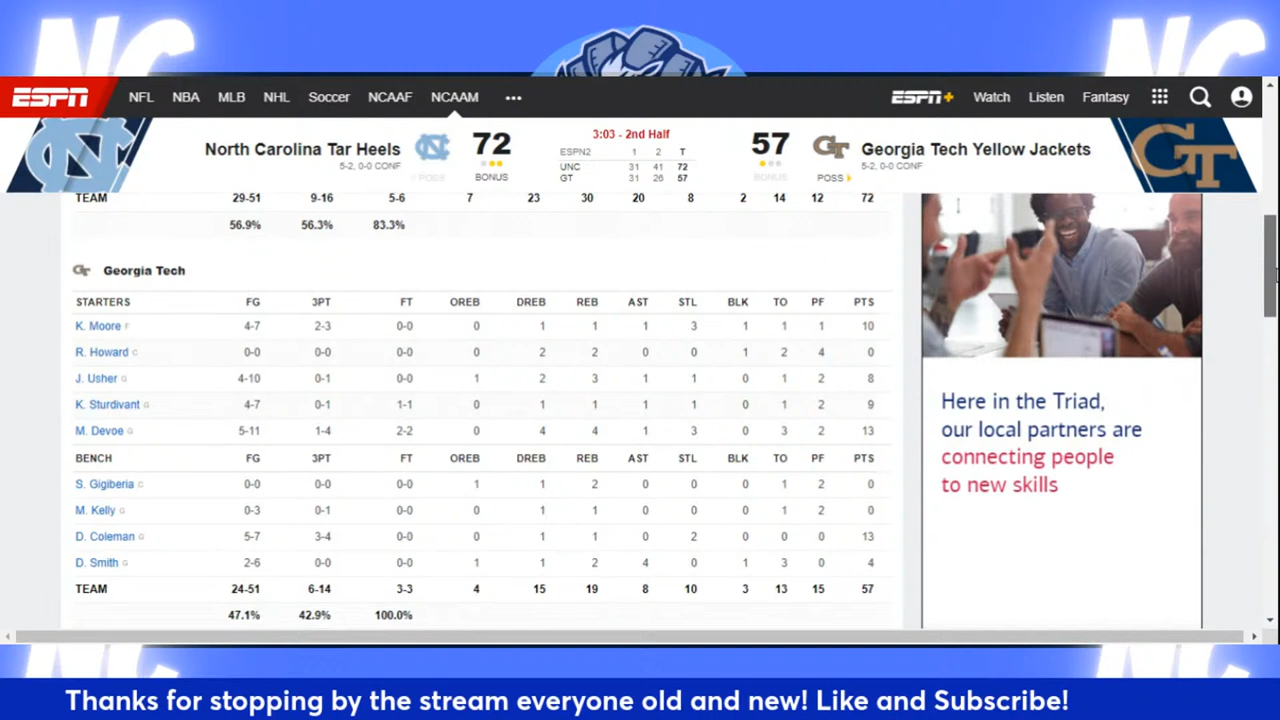 NC
NC
ESPN NFL NBA MLB NHL Soccer NCAAF NCAAM ... ESPN+ Watch Listen Fantasy
3:03 - 2nd Half
North Carolina Tar Heels 72 ESPN2 1 2 T 57 GT Georgia Tech Yellow Jackets
5-2, 0-0 CONF UNC 31 41 72 5-2, 0-0 CONF
POSS BONUS GT 31 26 57 BONUS POSS
TEAM 29-51 9-16 5-6 7 23 30 20 8 2 14 12 72
56.9% 56.3% 83.3%
GT Georgia Tech
STARTERS FG 3PT FT OREB DREB REB AST STL BLK TO PF PTS
K. Moore F 4-7 2-3 0-0 0 1 1 1 3 1 1 1 10
R. Howard C 0-0 0-0 0-0 0 2 2 0 0 1 2 4 0
J. Usher G 4-10 0-1 0-0 1 2 3 1 1 0 1 2 8
K. Sturdivant G 4-7 0-1 1-1 0 1 1 1 1 0 1 2 9
M. Devoe G 5-11 1-4 2-2 0 4 4 1 3 0 3 2 13
BENCH FG 3PT FT OREB DREB REB AST STL BLK TO PF PTS
S. Gigiberia C 0-0 0-0 0-0 1 1 2 0 0 0 1 2 0
M. Kelly G 0-3 0-1 0-0 0 1 1 0 0 0 1 2 0
D. Coleman G 5-7 3-4 0-0 0 1 1 0 2 0 0 0 13
D. Smith G 2-6 0-0 0-0 1 1 2 4 0 1 3 0 4
TEAM 24-51 6-14 3-3 4 15 19 8 10 3 13 15 57
47.1% 42.9% 100.0%
Here in the Triad,
our local partners are
connecting people
to new skills
NC
NC
Thanks for stopping by the stream everyone old and new! Like and Subscribe!